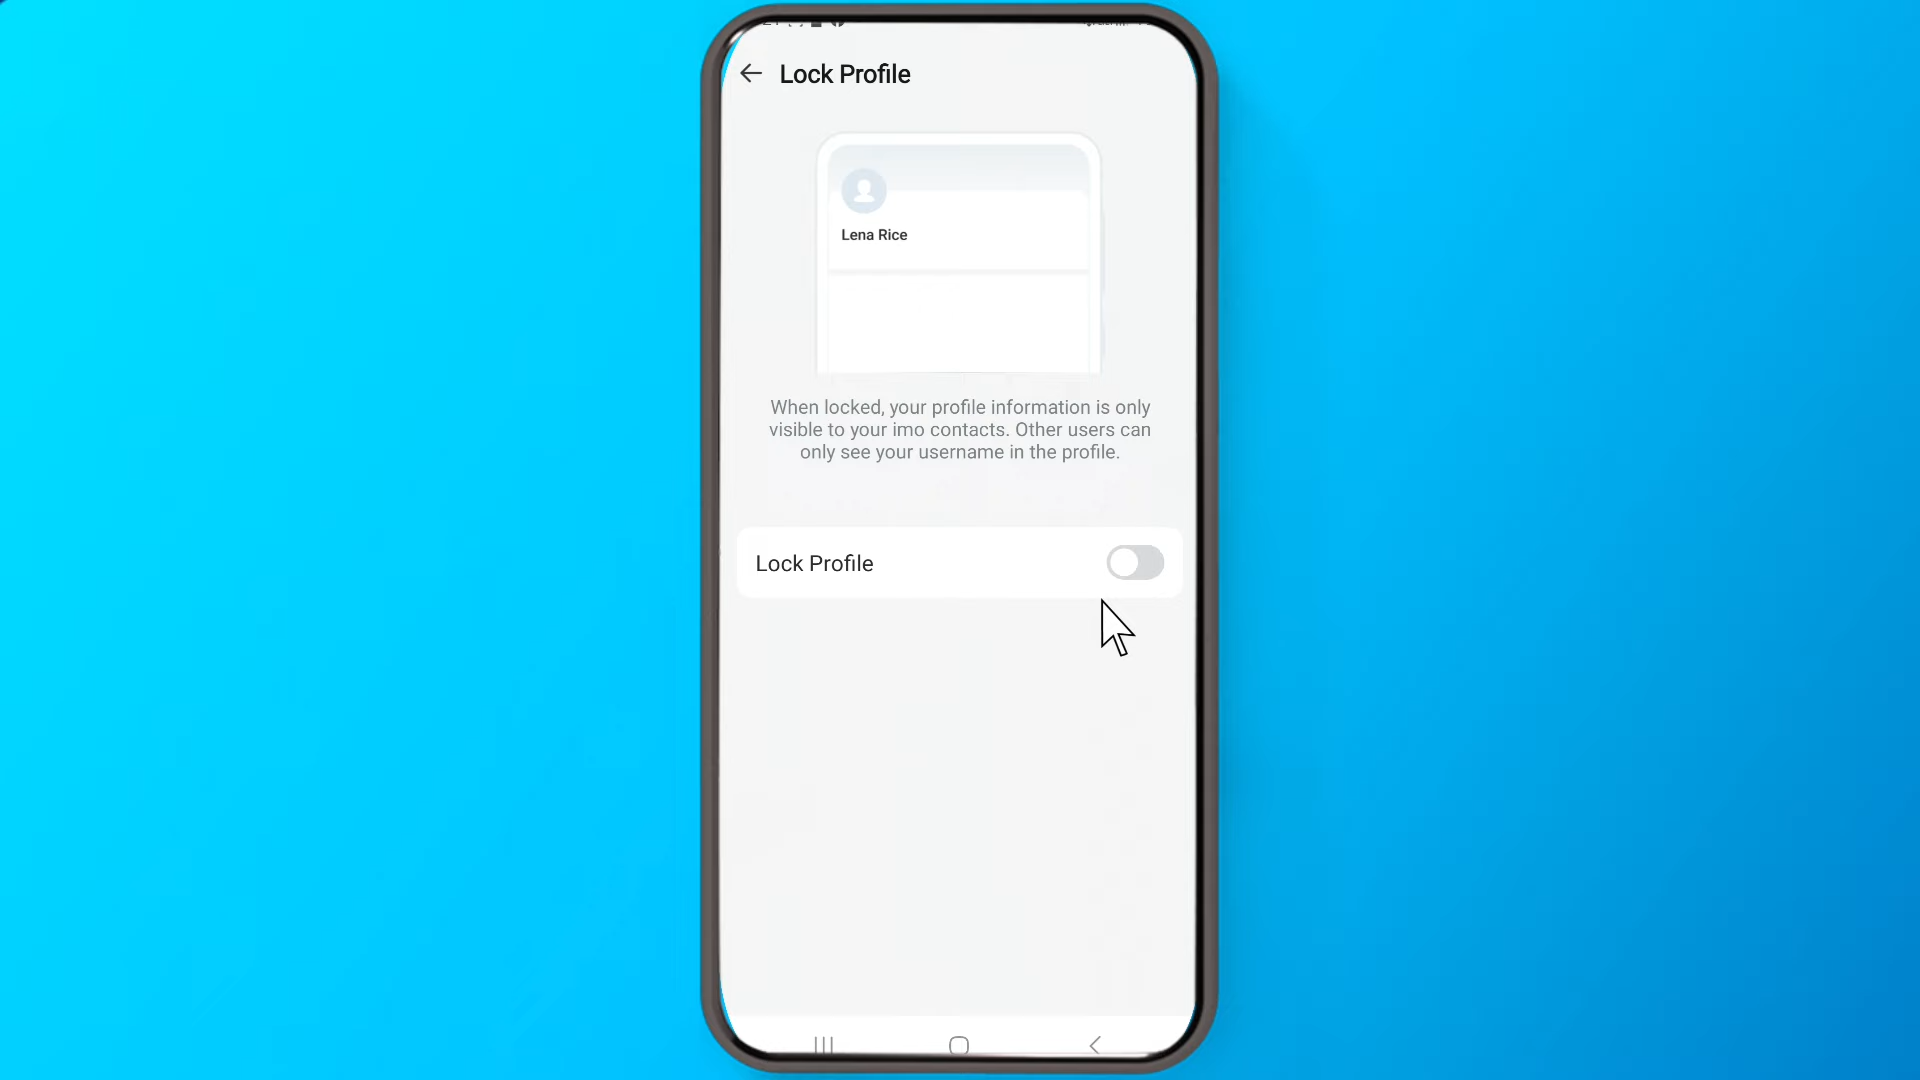 Lock Profile
Lena Rice
When locked, your profile information is only
visible to your imo contacts. Other users can
only see your username in the profile.
Lock Profile